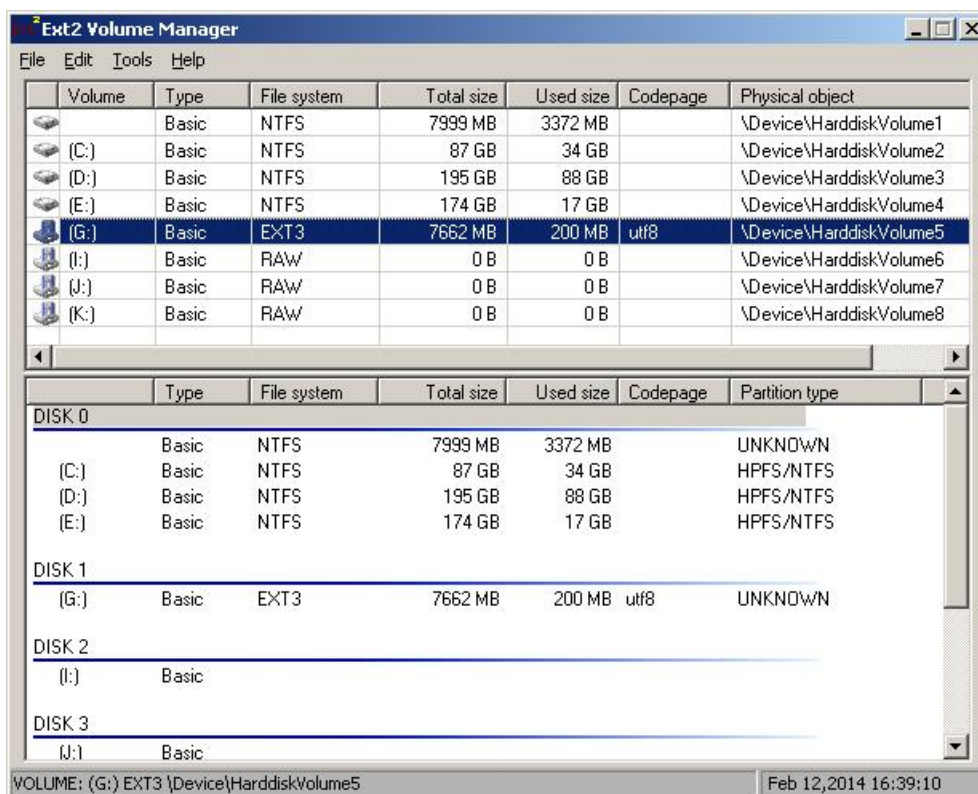 Ext2 Volume Manager
File Edit Tools Help
Volume Type File system Total size Used size Codepage Physical object
Basic NTFS 7999 MB 3372 MB \Device\HarddiskVolume1
(C:) Basic NTFS 87 GB 34 GB \Device\HarddiskVolume2
(D:) Basic NTFS 195 GB 88 GB \Device\HarddiskVolume3
(E:) Basic NTFS 174 GB 17 GB \Device\HarddiskVolume4
(G:) Basic EXT3 7662 MB 200 MB utf8 \Device\HarddiskVolume5
(I:) Basic RAW 0 B 0 B \Device\HarddiskVolume6
(J:) Basic RAW 0 B 0 B \Device\HarddiskVolume7
(K:) Basic RAW 0 B 0 B \Device\HarddiskVolume8
Type File system Total size Used size Codepage Partition type
DISK 0
Basic NTFS 7999 MB 3372 MB UNKNOWN
(C:) Basic NTFS 87 GB 34 GB HPFS/NTFS
(D:) Basic NTFS 195 GB 88 GB HPFS/NTFS
(E:) Basic NTFS 174 GB 17 GB HPFS/NTFS
DISK 1
(G:) Basic EXT3 7662 MB 200 MB utf8 UNKNOWN
DISK 2
(I:) Basic
DISK 3
(J:) Basic
VOLUME: (G:) EXT3 \Device\HarddiskVolume5 Feb 12,2014 16:39:10